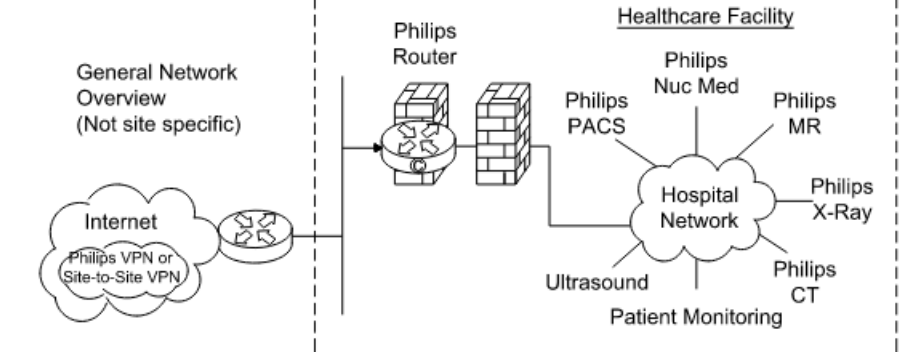 Healthcare Facility
General Network
Overview
(Not site specific)
Philips
Router
C
Philips
Nuc Med
Philips
PACS
Philips
MR
Hospital
Network
Philips
X-Ray
Philips
CT
Patient Monitoring
Ultrasound
Internet
Philips VPN or
Site-to-Site VPN